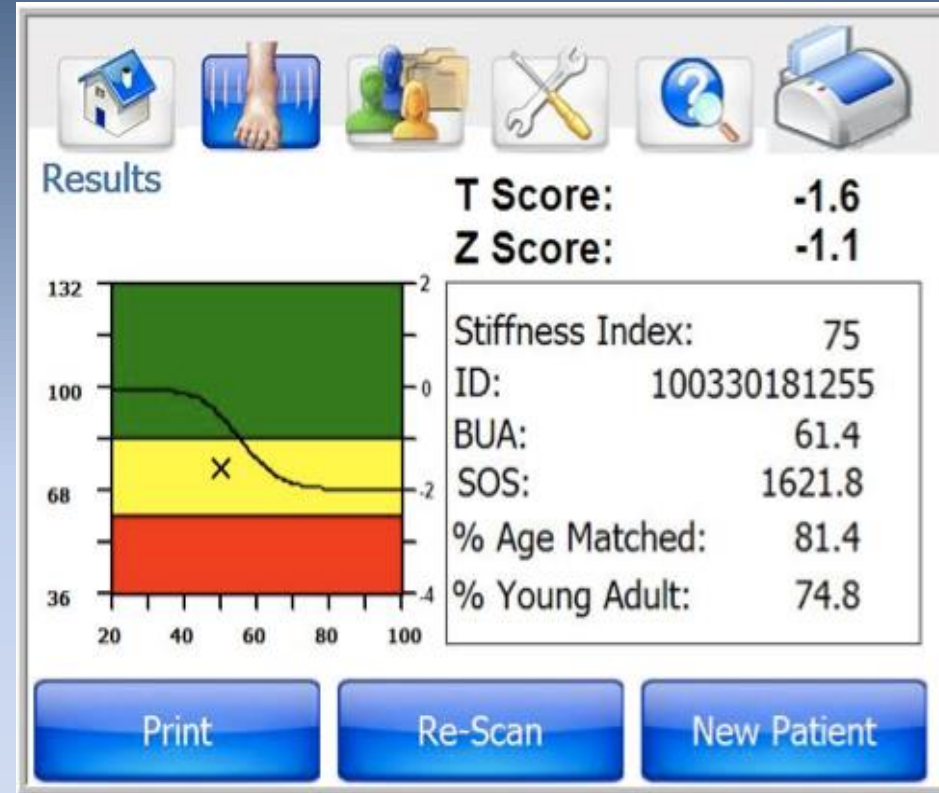 Results
T Score: -1.6
Z Score: -1.1
132
100
68
36
2
0
-2
-4
20 40 60 80 100
Stiffness Index: 75
ID: 100330181255
BUA: 61.4
SOS: 1621.8
% Age Matched: 81.4
% Young Adult: 74.8
Print Re-Scan New Patient